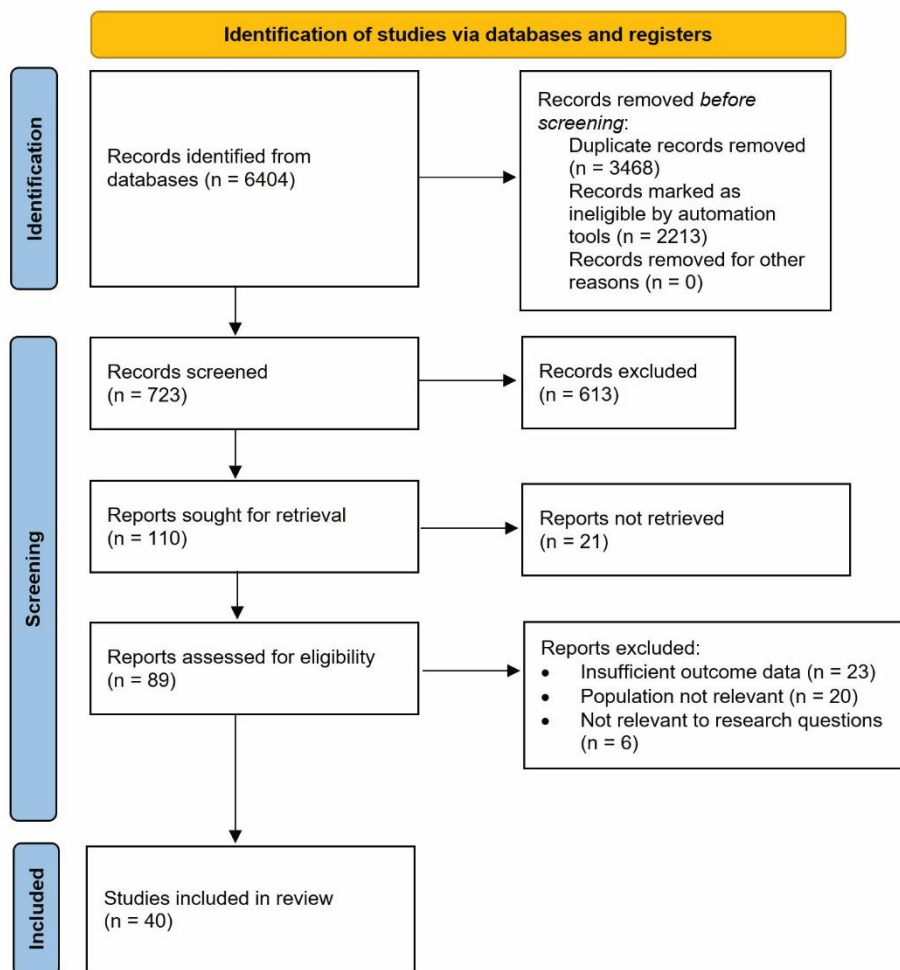 Identification of studies via databases and registers
Identification
Records identified from
databases (n = 6404)
Records removed before
screening:
Duplicate records removed
(n = 3468)
Records marked as
ineligible by automation
tools (n = 2213)
Records removed for other
reasons (n = 0)
Screening
Records screened
(n = 723)
Records excluded
(n = 613)
Reports sought for retrieval
(n = 110)
Reports not retrieved
(n = 21)
Reports assessed for eligibility
(n = 89)
Reports excluded:
• Insufficient outcome data (n = 23)
• Population not relevant (n = 20)
• Not relevant to research questions
(n = 6)
Included
Studies included in review
(n = 40)